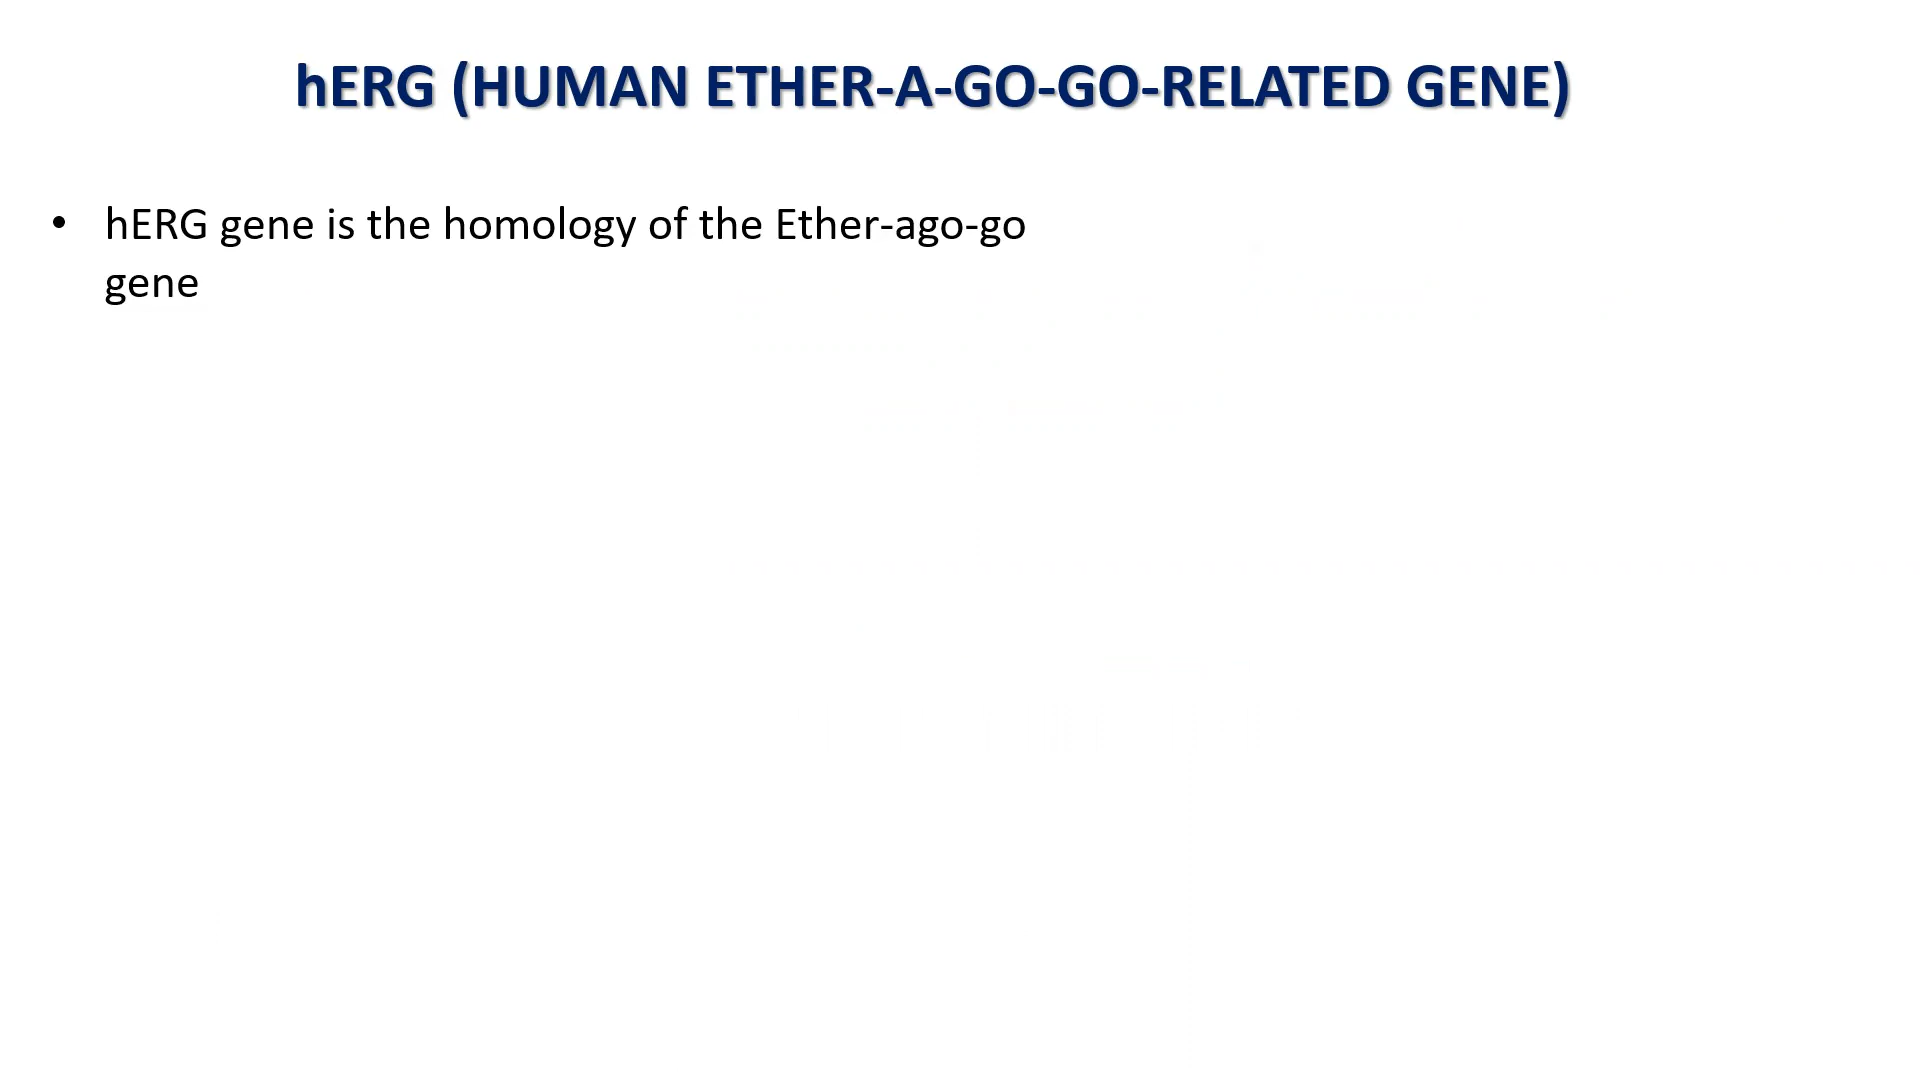 hERG (HUMAN ETHER-A-GO-GO-RELATED GENE)
• hERG gene is the homology of the Ether-ago-go
gene